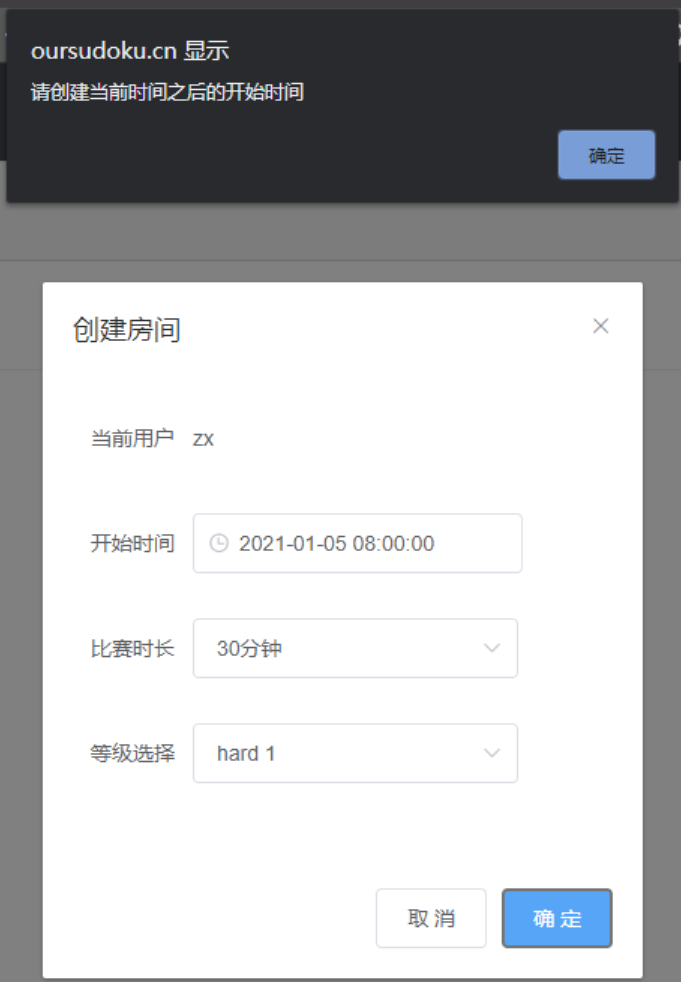 oursudoku.cn 显示
请创建当前时间之后的开始时间
确定
创建房间
当前用户 zx
开始时间 2021-01-05 08:00:00
比赛时长 30分钟
等级选择 hard 1
取消 确定